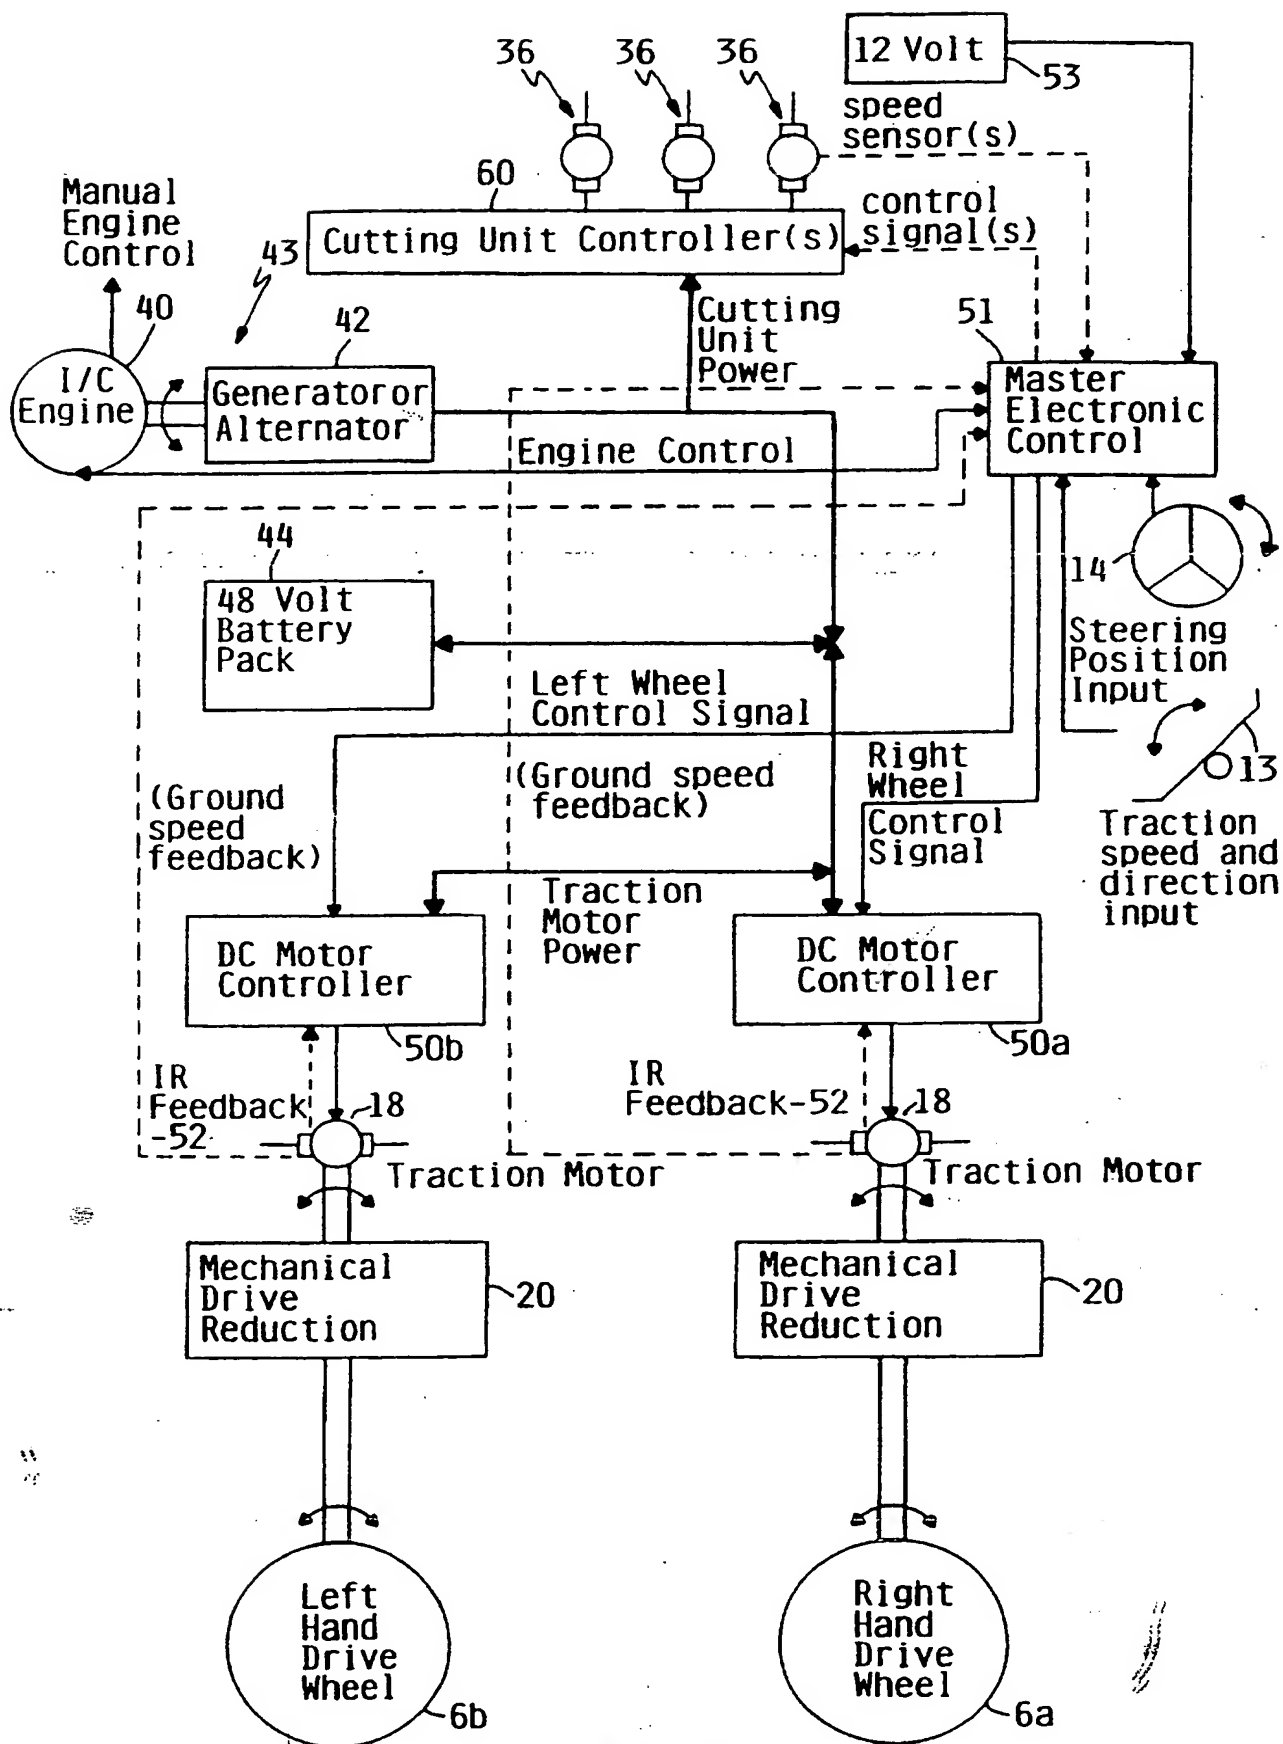 36
36
36
12 Volt
53
speed
sensor(s)
60
Manual
Engine
Control
43
Cutting Unit Controller(s)
control
signal(s)
40
42
Cutting
Unit
Power
51
I/C
Engine
Generatoror
Alternator
Master
Electronic
Control
Engine Control
44
48 Volt
Battery
Pack
14
Steering
Position
Input
Left Wheel
Control Signal
(Ground
speed
feedback)
(Ground speed
feedback)
Right
Wheel
Control
Signal
13
Traction
speed and
direction
input
Traction
Motor
Power
DC Motor
Controller
DC Motor
Controller
50b
50a
IR
Feedback
-52
18
IR
Feedback-52
18
Traction Motor
Traction Motor
Mechanical
Drive
Reduction
20
Mechanical
Drive
Reduction
20
Left
Hand
Drive
Wheel
6b
Right
Hand
Drive
Wheel
6a